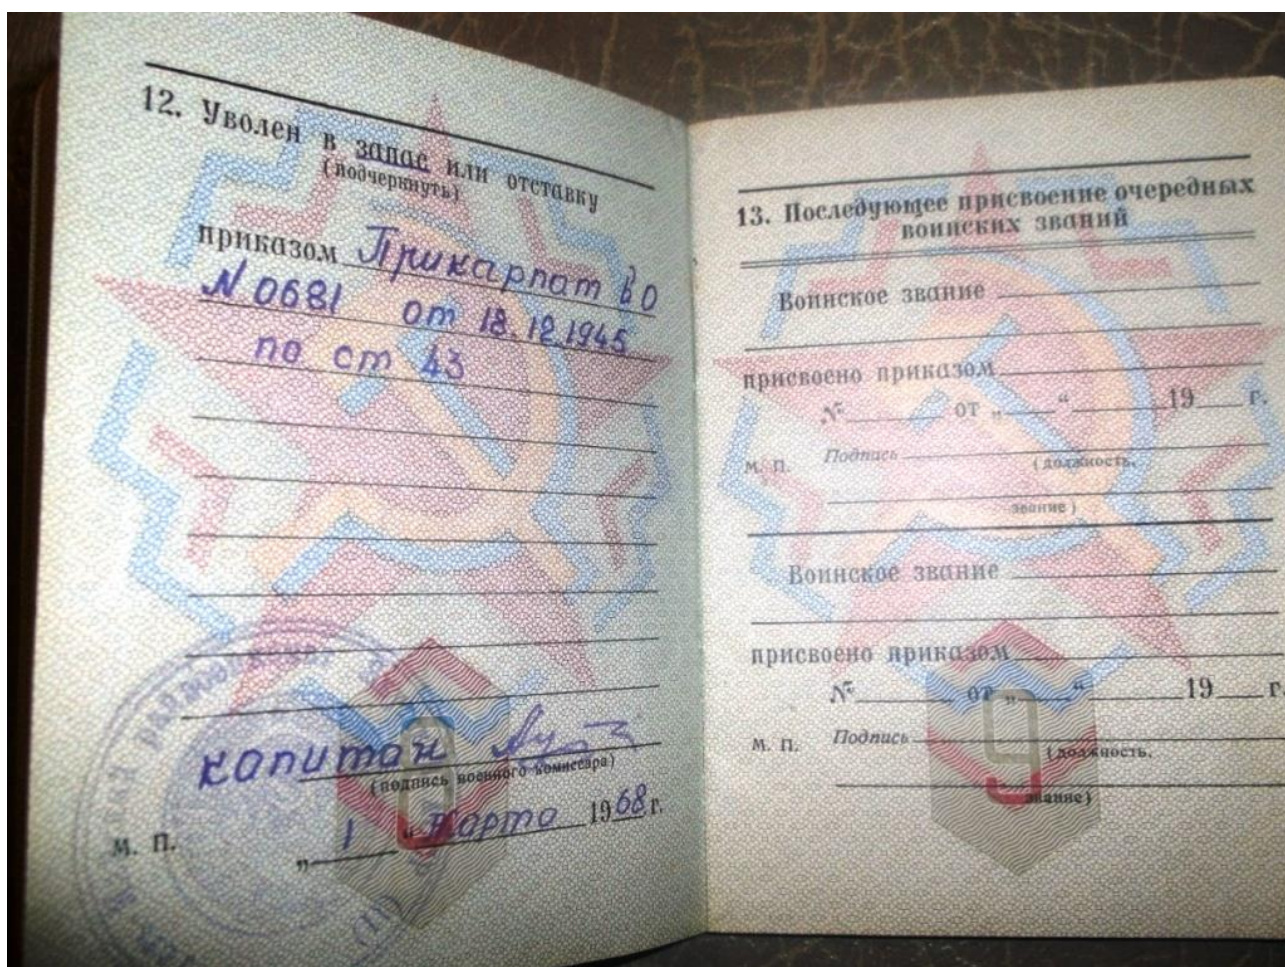 12. Уволен в запас или отставку
(подчеркнуть)
приказом Прикарпат ВО
N 0681 от 18.12.1945
по ст 43
капитан
(подпись военного комиссара)
м. п.
„ 1 “ Марта 1968 г.
13. Последующее присвоение очередных
воинских званий
Воинское звание
присвоено приказом
№ от „ “ 19 г.
м. п. Подпись
(должность,
звание)
Воинское звание
присвоено приказом
№ от „ “ 19 г.
м. п. Подпись
(должность,
звание)
9
9